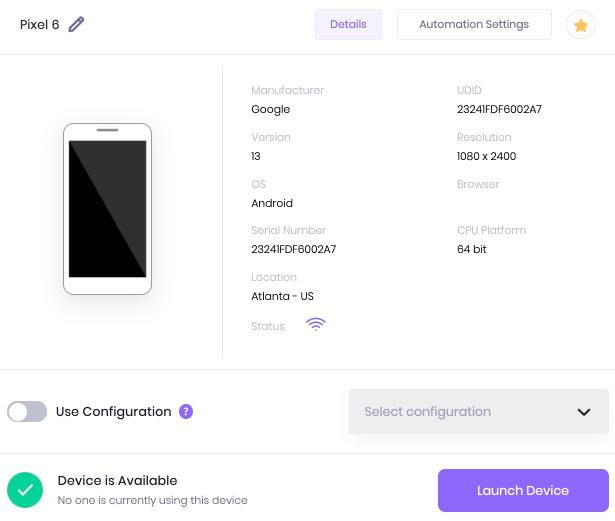 Pixel 6
Details
Automation Settings
Manufacturer
Google
UDID
23241FDF6002A7
Version
13
Resolution
1080 x 2400
OS
Android
Browser
Serial Number
23241FDF6002A7
CPU Platform
64 bit
Location
Atlanta - US
Status
Use Configuration ?
Select configuration
Device is Available
No one is currently using this device
Launch Device